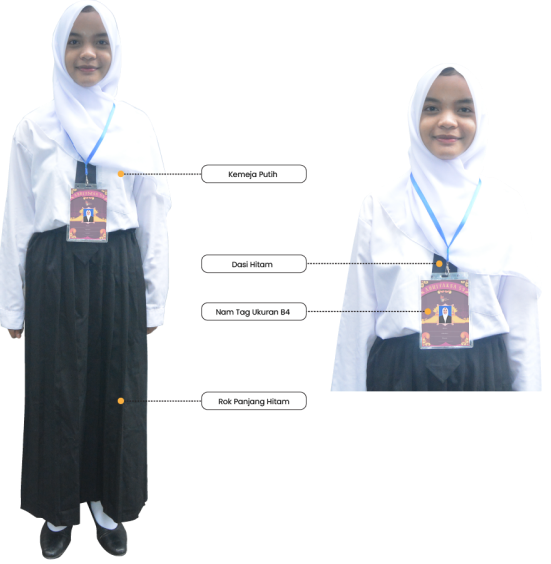 Kemeja Putih
Dasi Hitam
Nam Tag Ukuran B4
Rok Panjang Hitam